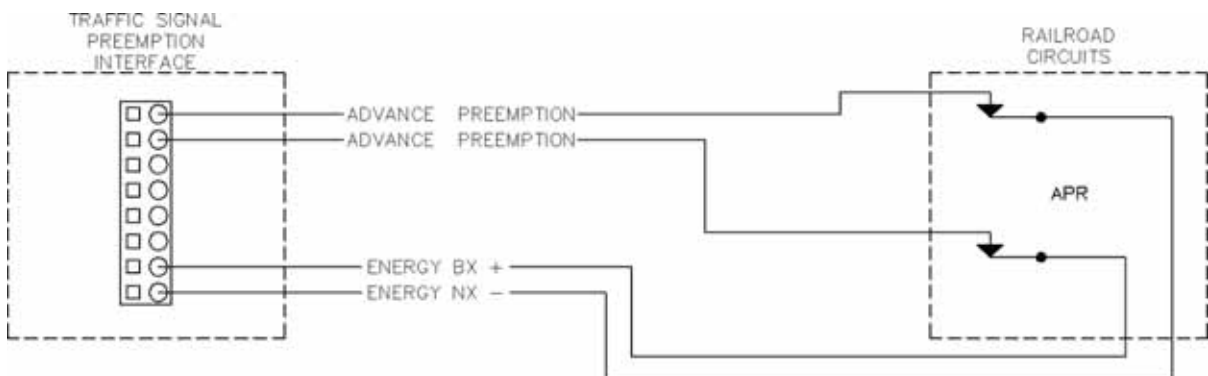 TRAFFIC SIGNAL
PREEMPTION
INTERFACE
RAILROAD
CIRCUITS
ADVANCE PREEMPTION
ADVANCE PREEMPTION
APR
ENERGY BX +
ENERGY NX -